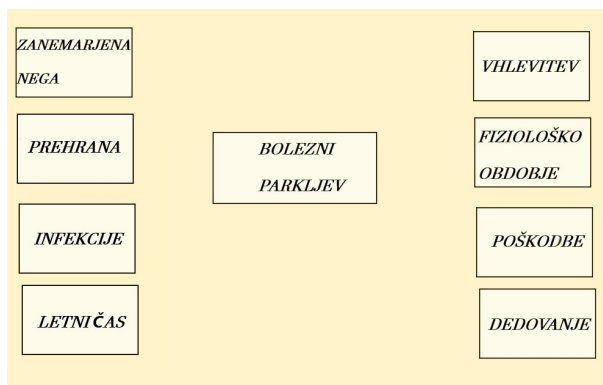 ZANEMARJENA
NEGA
PREHRANA
INFEKCIJE
LETNI ČAS
BOLEZNI
PARKLJEV
VHLEVITEV
FIZIOLOŠKO
OBDOBJE
POŠKODBE
DEDOVANJE